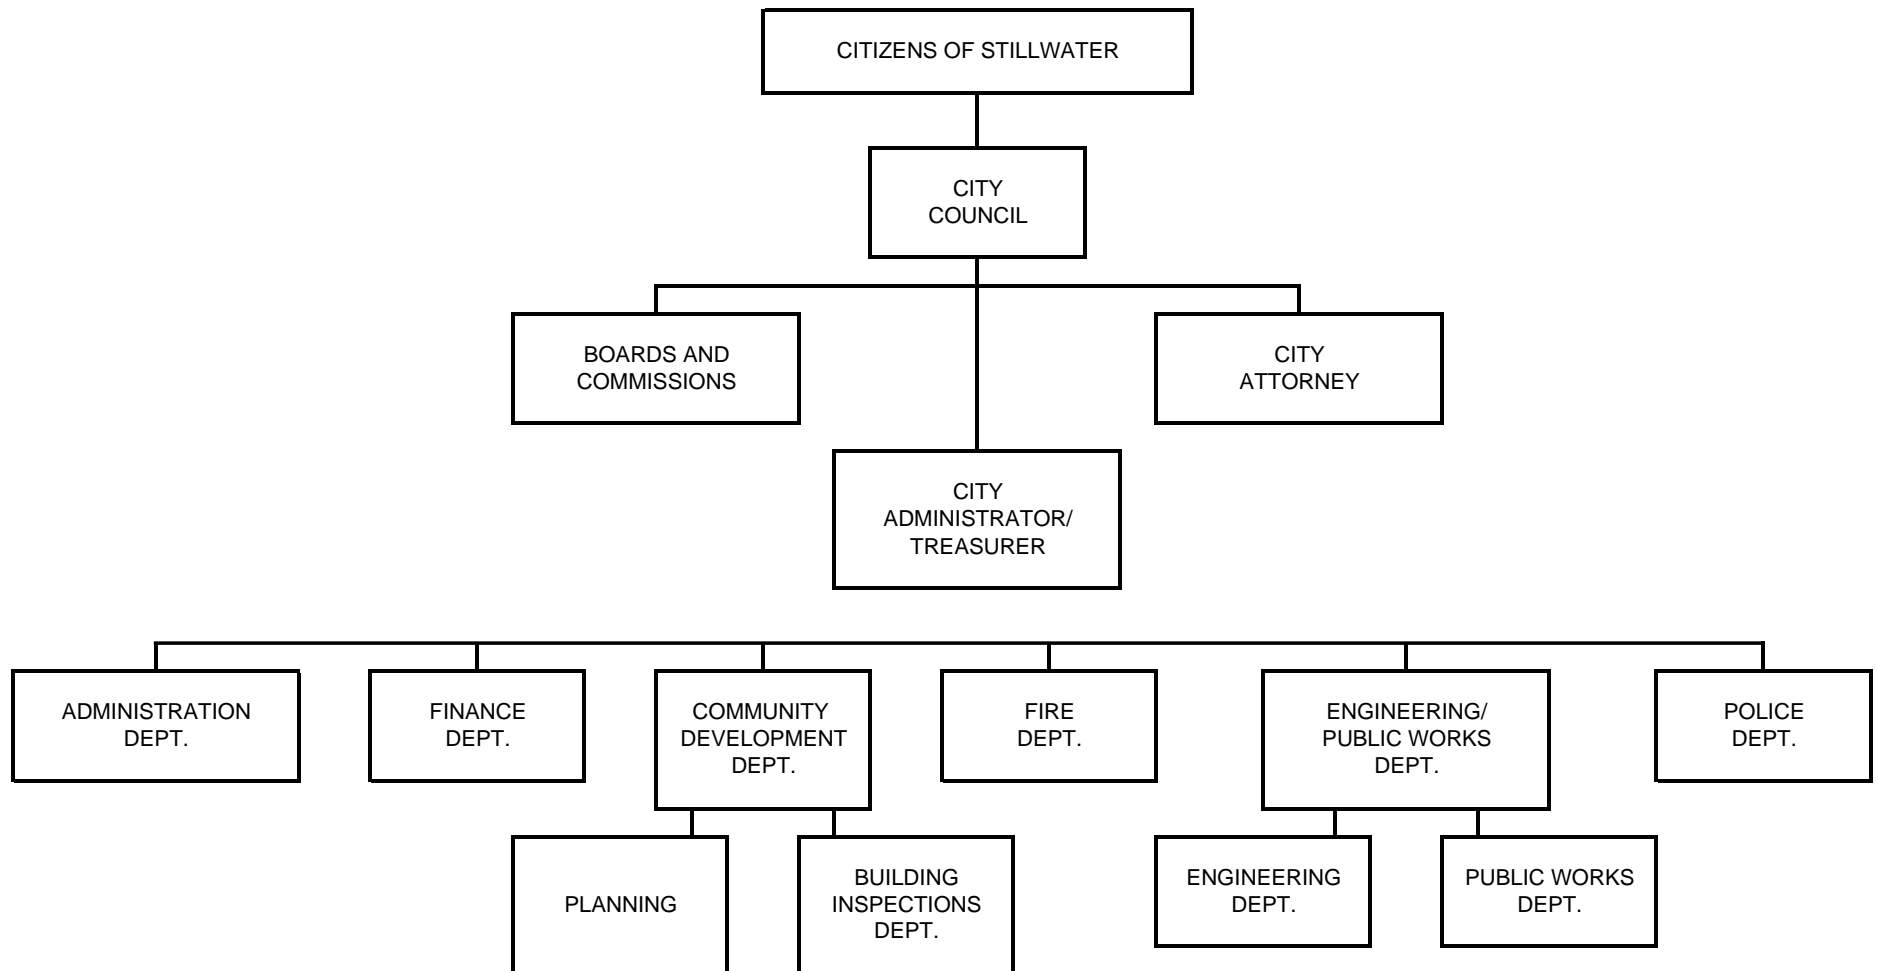 CITIZENS OF STILLWATER
CITY
COUNCIL
BOARDS AND
COMMISSIONS
CITY
ATTORNEY
CITY
ADMINISTRATOR/
TREASURER
ADMINISTRATION
DEPT.
FINANCE
DEPT.
COMMUNITY
DEVELOPMENT
DEPT.
FIRE
DEPT.
ENGINEERING/
PUBLIC WORKS
DEPT.
POLICE
DEPT.
PLANNING
BUILDING
INSPECTIONS
DEPT.
ENGINEERING
DEPT.
PUBLIC WORKS
DEPT.